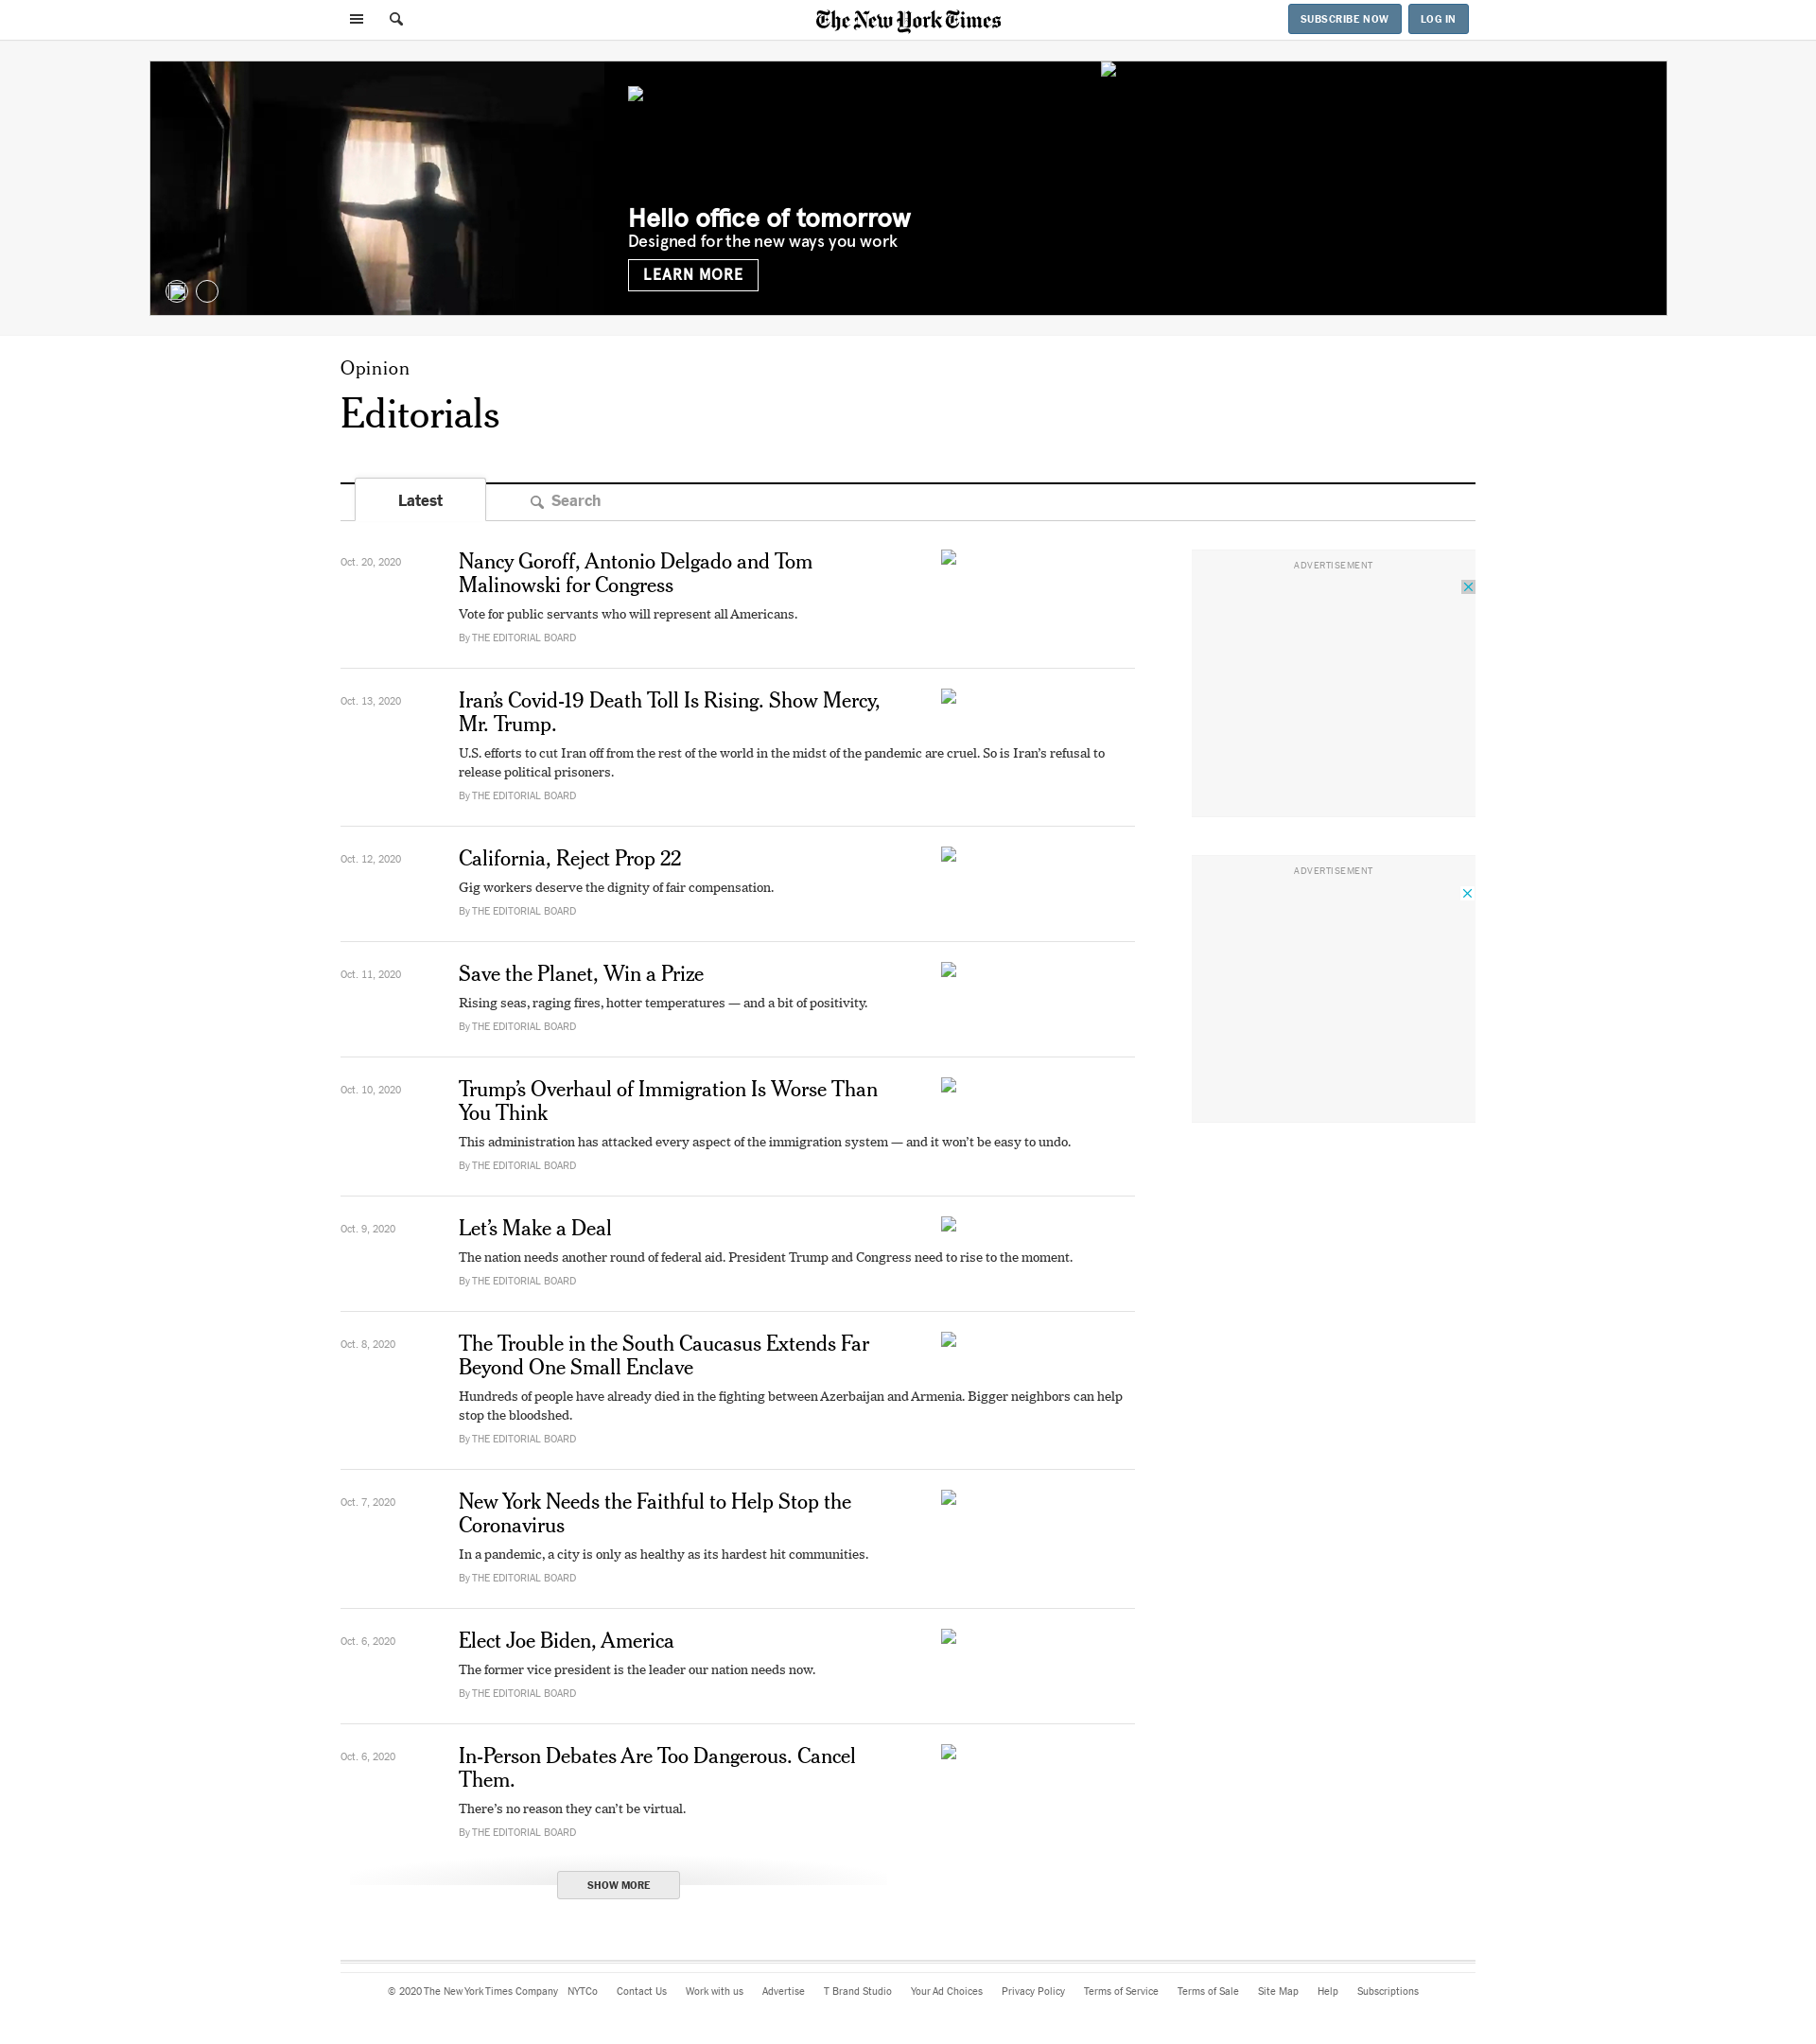 The New York Times
SUBSCRIBE NOW
LOG IN
Hello office of tomorrow
Designed for the new ways you work
LEARN MORE
Opinion
Editorials
Latest
Search
Oct. 20, 2020
Nancy Goroff, Antonio Delgado and Tom
Malinowski for Congress
Vote for public servants who will represent all Americans.
By THE EDITORIAL BOARD
ADVERTISEMENT
Oct. 13, 2020
Iran’s Covid-19 Death Toll Is Rising. Show Mercy,
Mr. Trump.
U.S. efforts to cut Iran off from the rest of the world in the midst of the pandemic are cruel. So is Iran’s refusal to
release political prisoners.
By THE EDITORIAL BOARD
Oct. 12, 2020
California, Reject Prop 22
Gig workers deserve the dignity of fair compensation.
By THE EDITORIAL BOARD
ADVERTISEMENT
Oct. 11, 2020
Save the Planet, Win a Prize
Rising seas, raging fires, hotter temperatures — and a bit of positivity.
By THE EDITORIAL BOARD
Oct. 10, 2020
Trump’s Overhaul of Immigration Is Worse Than
You Think
This administration has attacked every aspect of the immigration system — and it won’t be easy to undo.
By THE EDITORIAL BOARD
Oct. 9, 2020
Let’s Make a Deal
The nation needs another round of federal aid. President Trump and Congress need to rise to the moment.
By THE EDITORIAL BOARD
Oct. 8, 2020
The Trouble in the South Caucasus Extends Far
Beyond One Small Enclave
Hundreds of people have already died in the fighting between Azerbaijan and Armenia. Bigger neighbors can help
stop the bloodshed.
By THE EDITORIAL BOARD
Oct. 7, 2020
New York Needs the Faithful to Help Stop the
Coronavirus
In a pandemic, a city is only as healthy as its hardest hit communities.
By THE EDITORIAL BOARD
Oct. 6, 2020
Elect Joe Biden, America
The former vice president is the leader our nation needs now.
By THE EDITORIAL BOARD
Oct. 6, 2020
In-Person Debates Are Too Dangerous. Cancel
Them.
There’s no reason they can’t be virtual.
By THE EDITORIAL BOARD
SHOW MORE
© 2020 The New York Times Company NYTCo Contact Us Work with us Advertise T Brand Studio Your Ad Choices Privacy Policy Terms of Service Terms of Sale Site Map Help Subscriptions